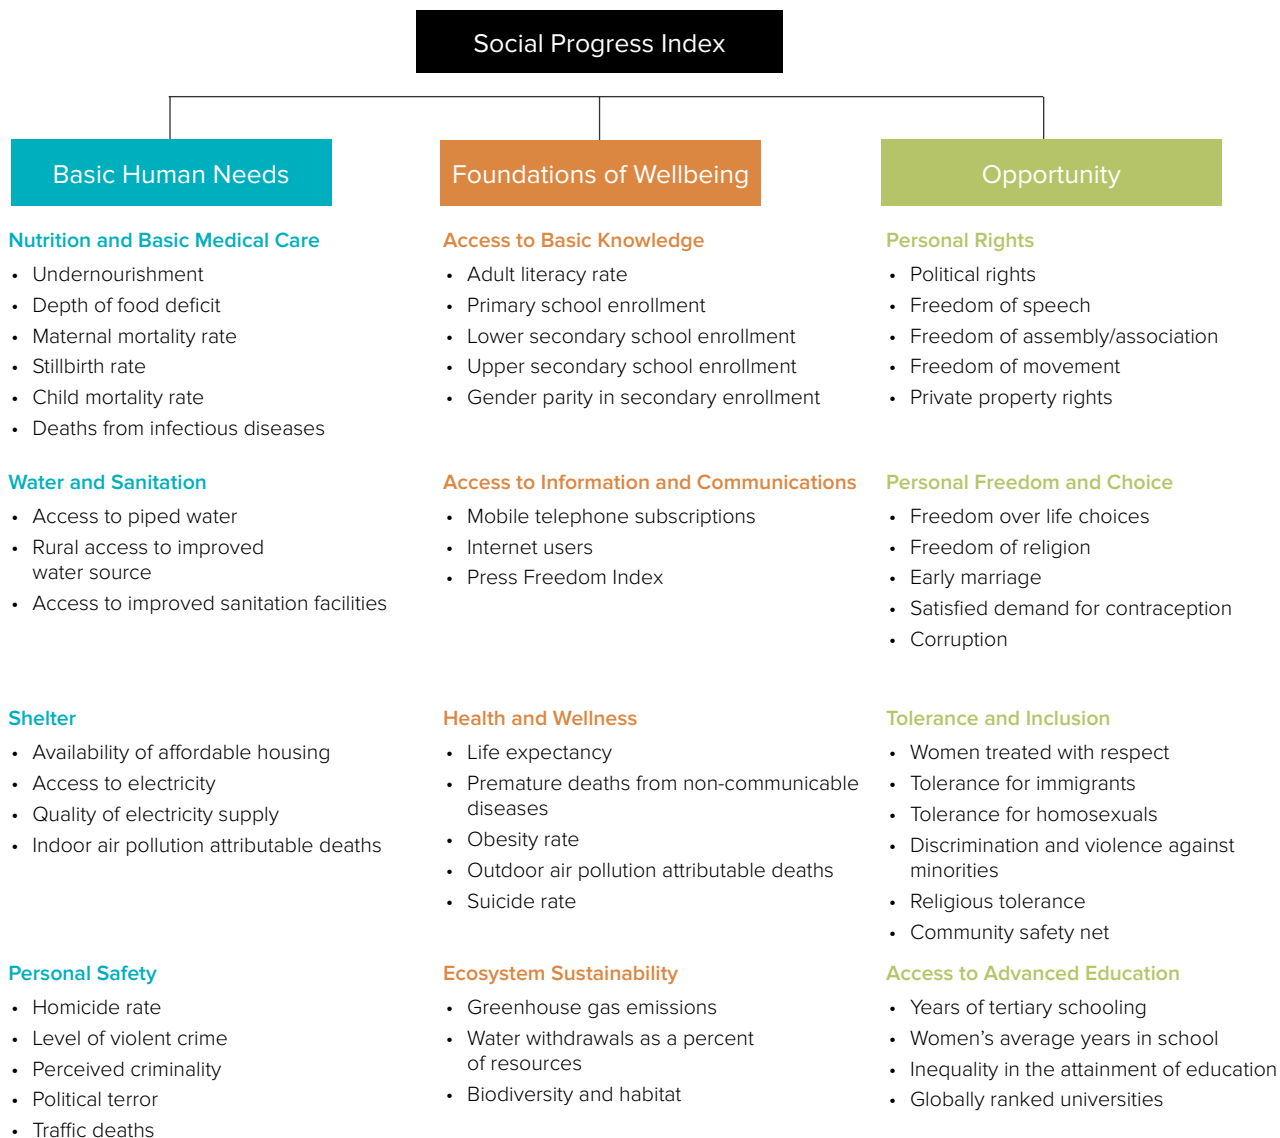 Social Progress Index
Basic Human Needs
Nutrition and Basic Medical Care
• Undernourishment
• Depth of food deficit
• Maternal mortality rate
• Stillbirth rate
• Child mortality rate
• Deaths from infectious diseases
Water and Sanitation
• Access to piped water
• Rural access to improved
water source
• Access to improved sanitation facilities
Shelter
• Availability of affordable housing
• Access to electricity
• Quality of electricity supply
• Indoor air pollution attributable deaths
Personal Safety
• Homicide rate
• Level of violent crime
• Perceived criminality
• Political terror
• Traffic deaths
Foundations of Wellbeing
Access to Basic Knowledge
• Adult literacy rate
• Primary school enrollment
• Lower secondary school enrollment
• Upper secondary school enrollment
• Gender parity in secondary enrollment
Access to Information and Communications
• Mobile telephone subscriptions
• Internet users
• Press Freedom Index
Health and Wellness
• Life expectancy
• Premature deaths from non-communicable
diseases
• Obesity rate
• Outdoor air pollution attributable deaths
• Suicide rate
Ecosystem Sustainability
• Greenhouse gas emissions
• Water withdrawals as a percent
of resources
• Biodiversity and habitat
Opportunity
Personal Rights
• Political rights
• Freedom of speech
• Freedom of assembly/association
• Freedom of movement
• Private property rights
Personal Freedom and Choice
• Freedom over life choices
• Freedom of religion
• Early marriage
• Satisfied demand for contraception
• Corruption
Tolerance and Inclusion
• Women treated with respect
• Tolerance for immigrants
• Tolerance for homosexuals
• Discrimination and violence against
minorities
• Religious tolerance
• Community safety net
Access to Advanced Education
• Years of tertiary schooling
• Women’s average years in school
• Inequality in the attainment of education
• Globally ranked universities